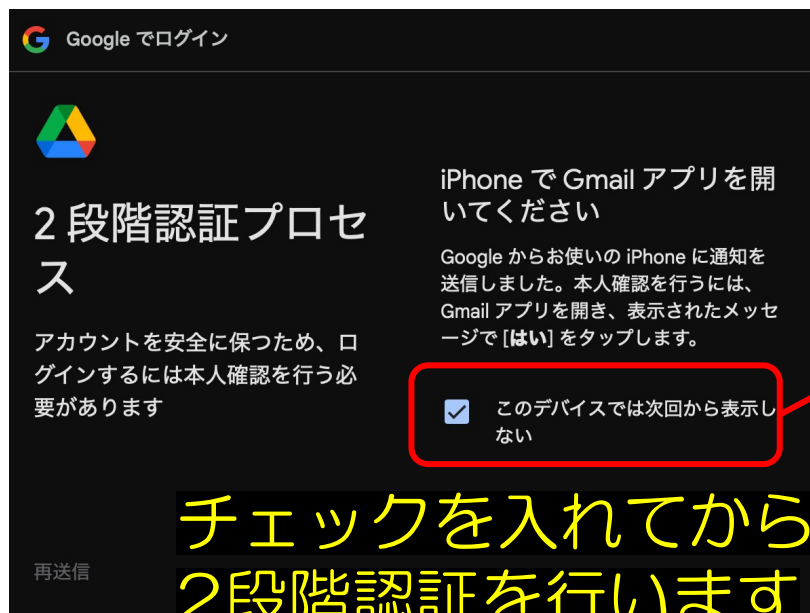 Google でログイン
2 段階認証プロセ
ス
アカウントを安全に保つため、ロ
グインするには本人確認を行う必
要があります
iPhone で Gmail アプリを開
いてください
Google からお使いの iPhone に通知を
送信しました。本人確認を行うには、
Gmail アプリを開き、表示されたメッセ
ージで [はい] をタップします。
このデバイスでは次回から表示し
ない
チェックを入れてから
2段階認証を行います
再送信